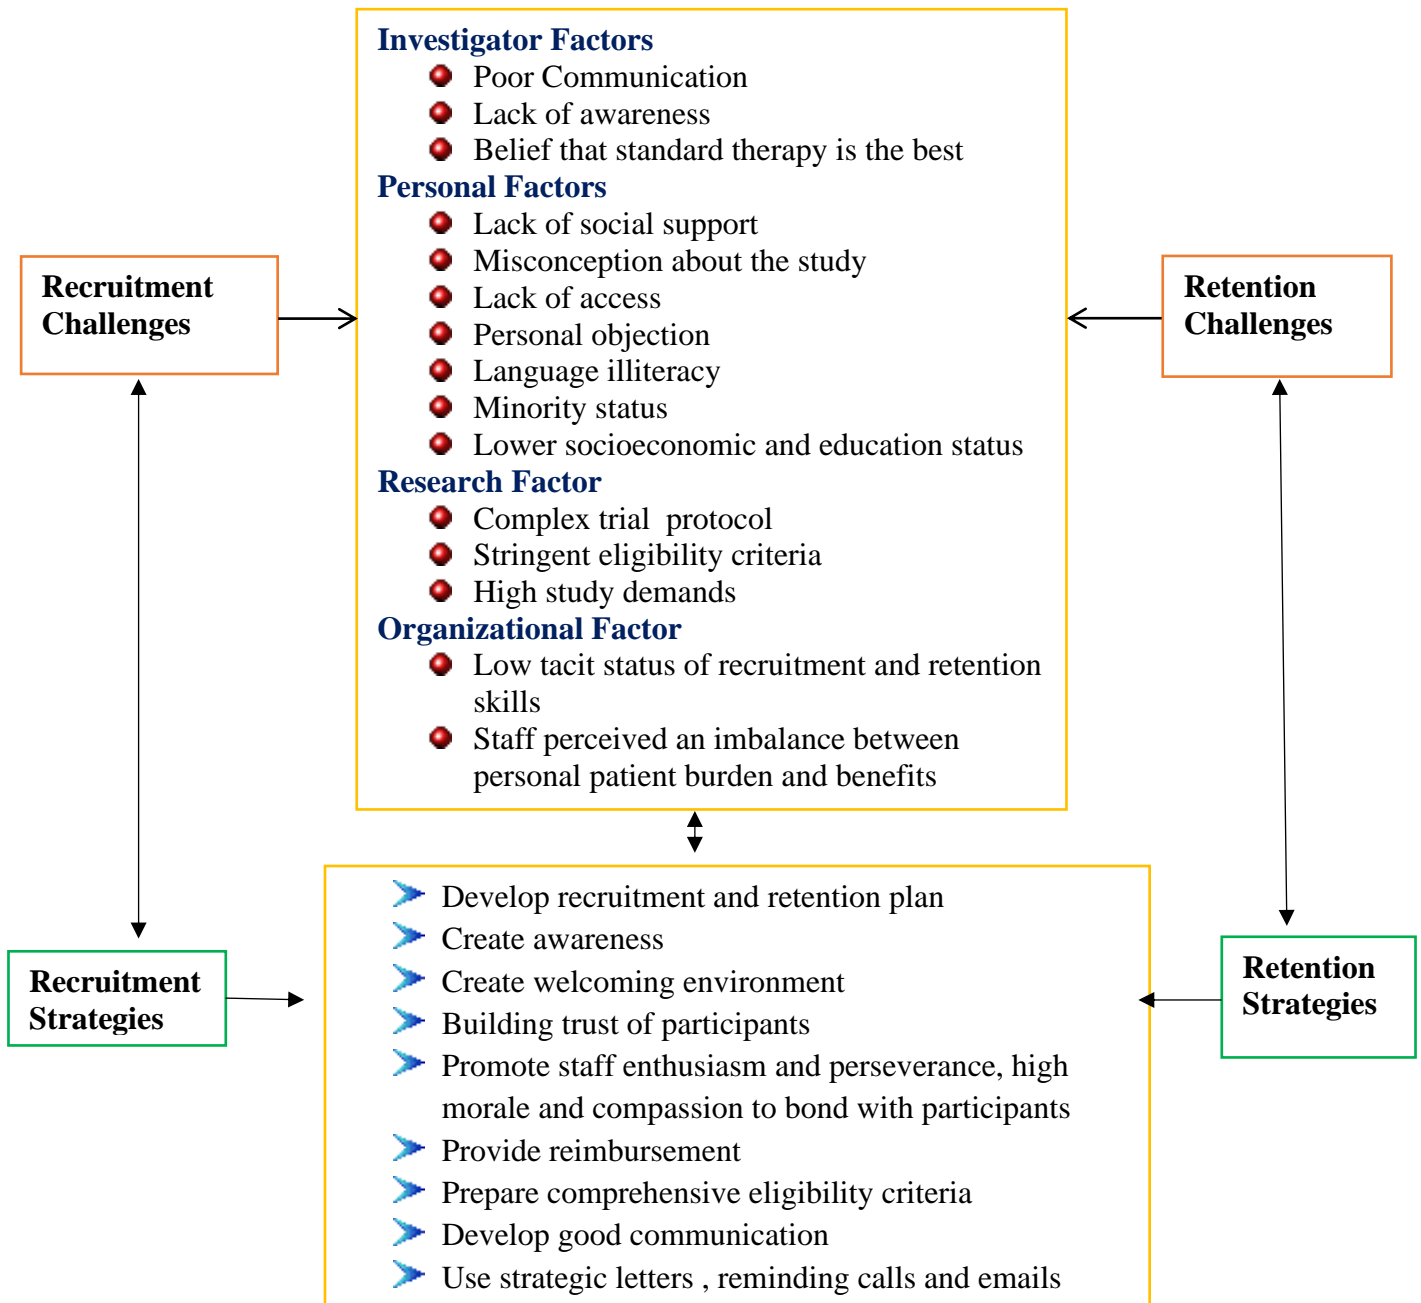 Investigator Factors
Poor Communication
Lack of awareness
Belief that standard therapy is the best
Personal Factors
Lack of social support
Misconception about the study
Lack of access
Personal objection
Language illiteracy
Minority status
Lower socioeconomic and education status
Research Factor
Complex trial protocol
Stringent eligibility criteria
High study demands
Organizational Factor
Low tacit status of recruitment and retention
skills
Staff perceived an imbalance between
personal patient burden and benefits
Recruitment
Challenges
Retention
Challenges
Develop recruitment and retention plan
Create awareness
Create welcoming environment
Building trust of participants
Promote staff enthusiasm and perseverance, high
morale and compassion to bond with participants
Provide reimbursement
Prepare comprehensive eligibility criteria
Develop good communication
Use strategic letters , reminding calls and emails
Recruitment
Strategies
Retention
Strategies